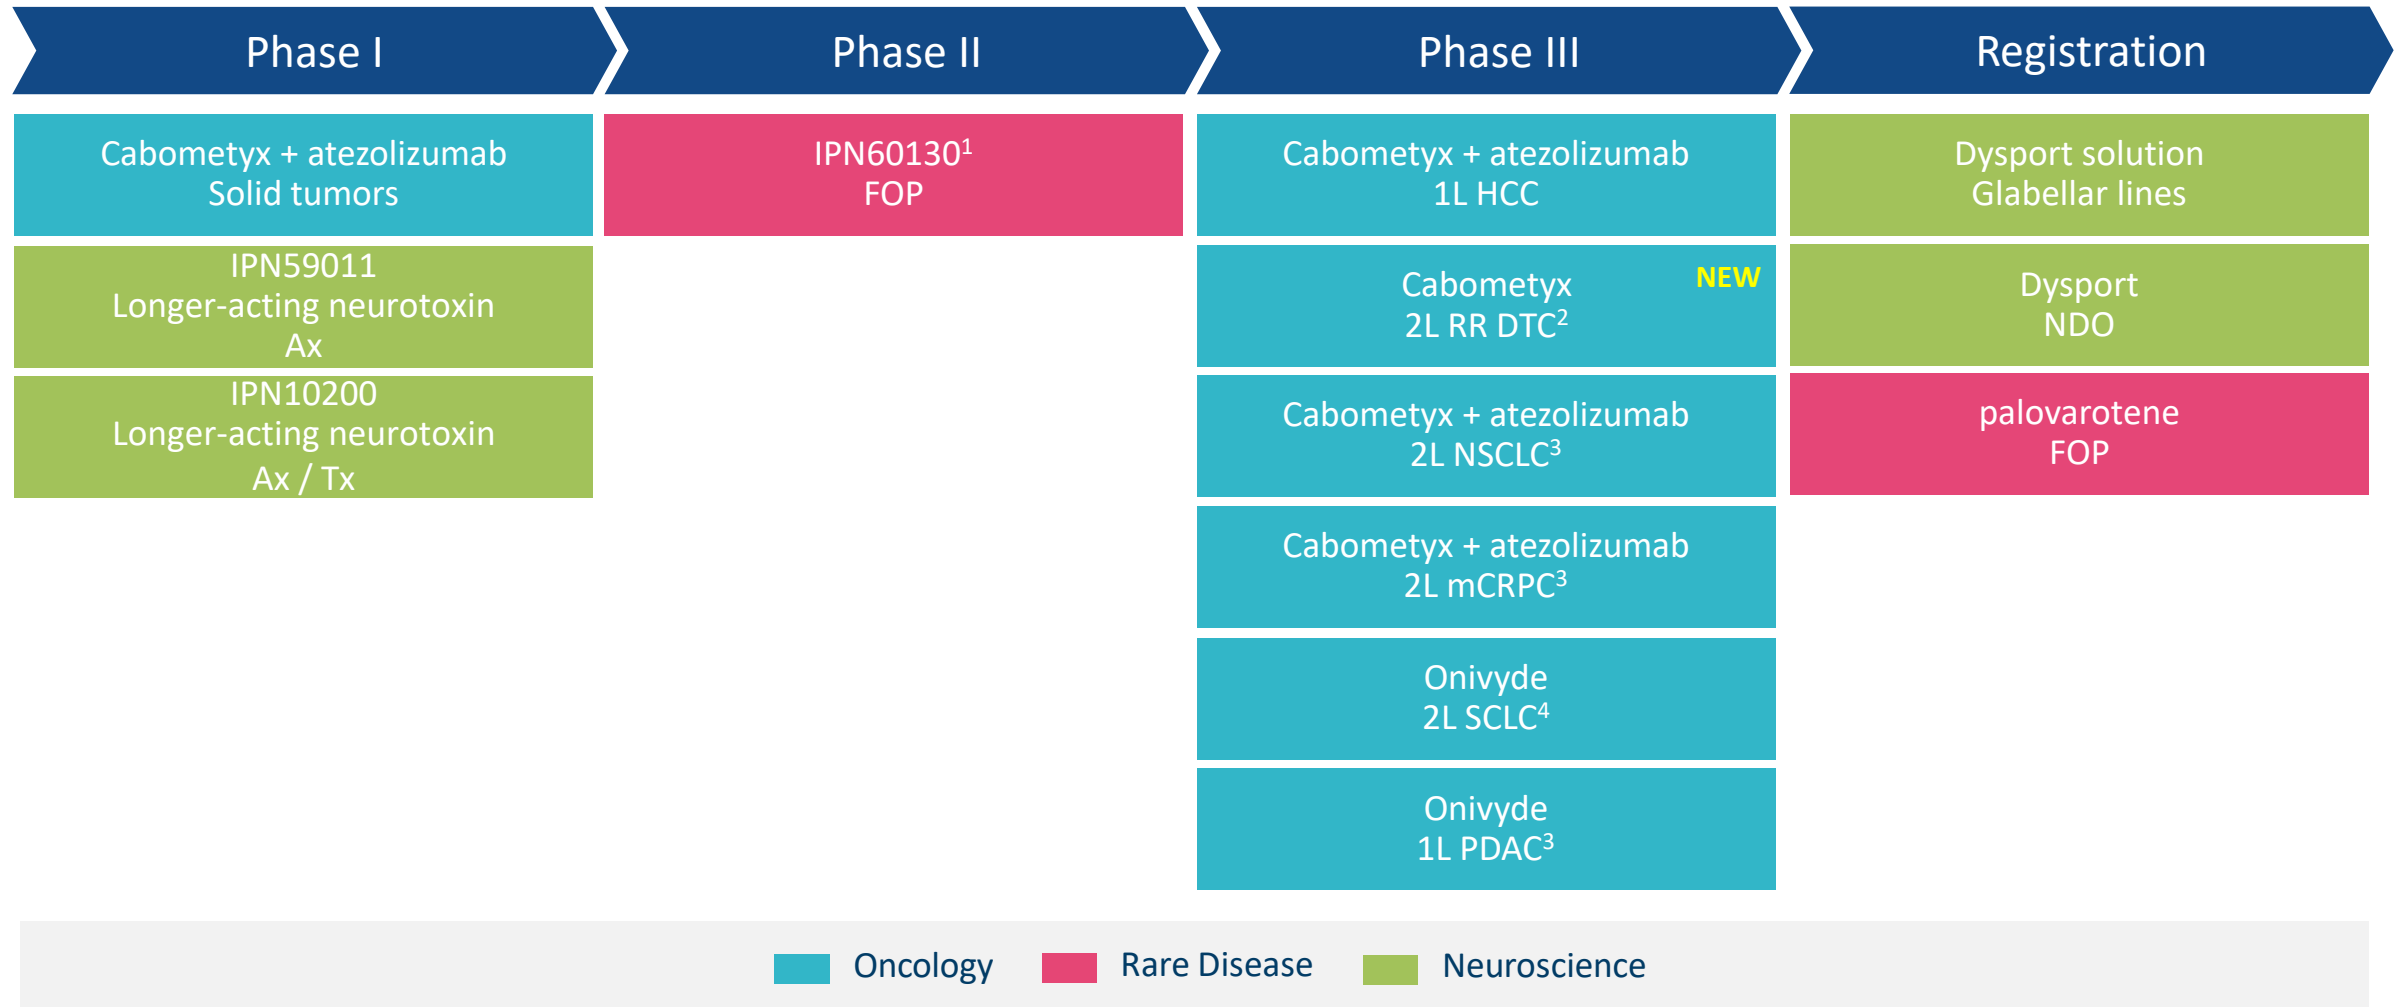 Phase I
Phase II
Phase III
Registration
Cabometyx + atezolizumab
Solid tumors
IPN59011
Longer-acting neurotoxin
Ax
IPN10200
Longer-acting neurotoxin
Ax / Tx
IPN60130¹
FOP
Cabometyx + atezolizumab
1L HCC
Cabometyx
NEW
2L RR DTC²
Cabometyx + atezolizumab
2L NSCLC³
Cabometyx + atezolizumab
2L mCRPC³
Onivyde
2L SCLC⁴
Onivyde
1L PDAC³
Dysport solution
Glabellar lines
Dysport
NDO
palovarotene
FOP
Oncology
Rare Disease
Neuroscience